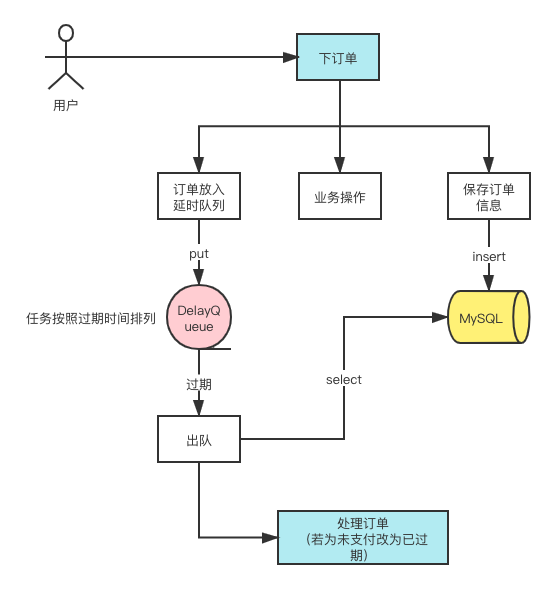 下订单
用户
订单放入
延时队列
业务操作
保存订单
信息
put
insert
任务按照过期时间排列
DelayQ
ueue
MySQL
过期
select
出队
处理订单
(若为未支付改为已过
期)